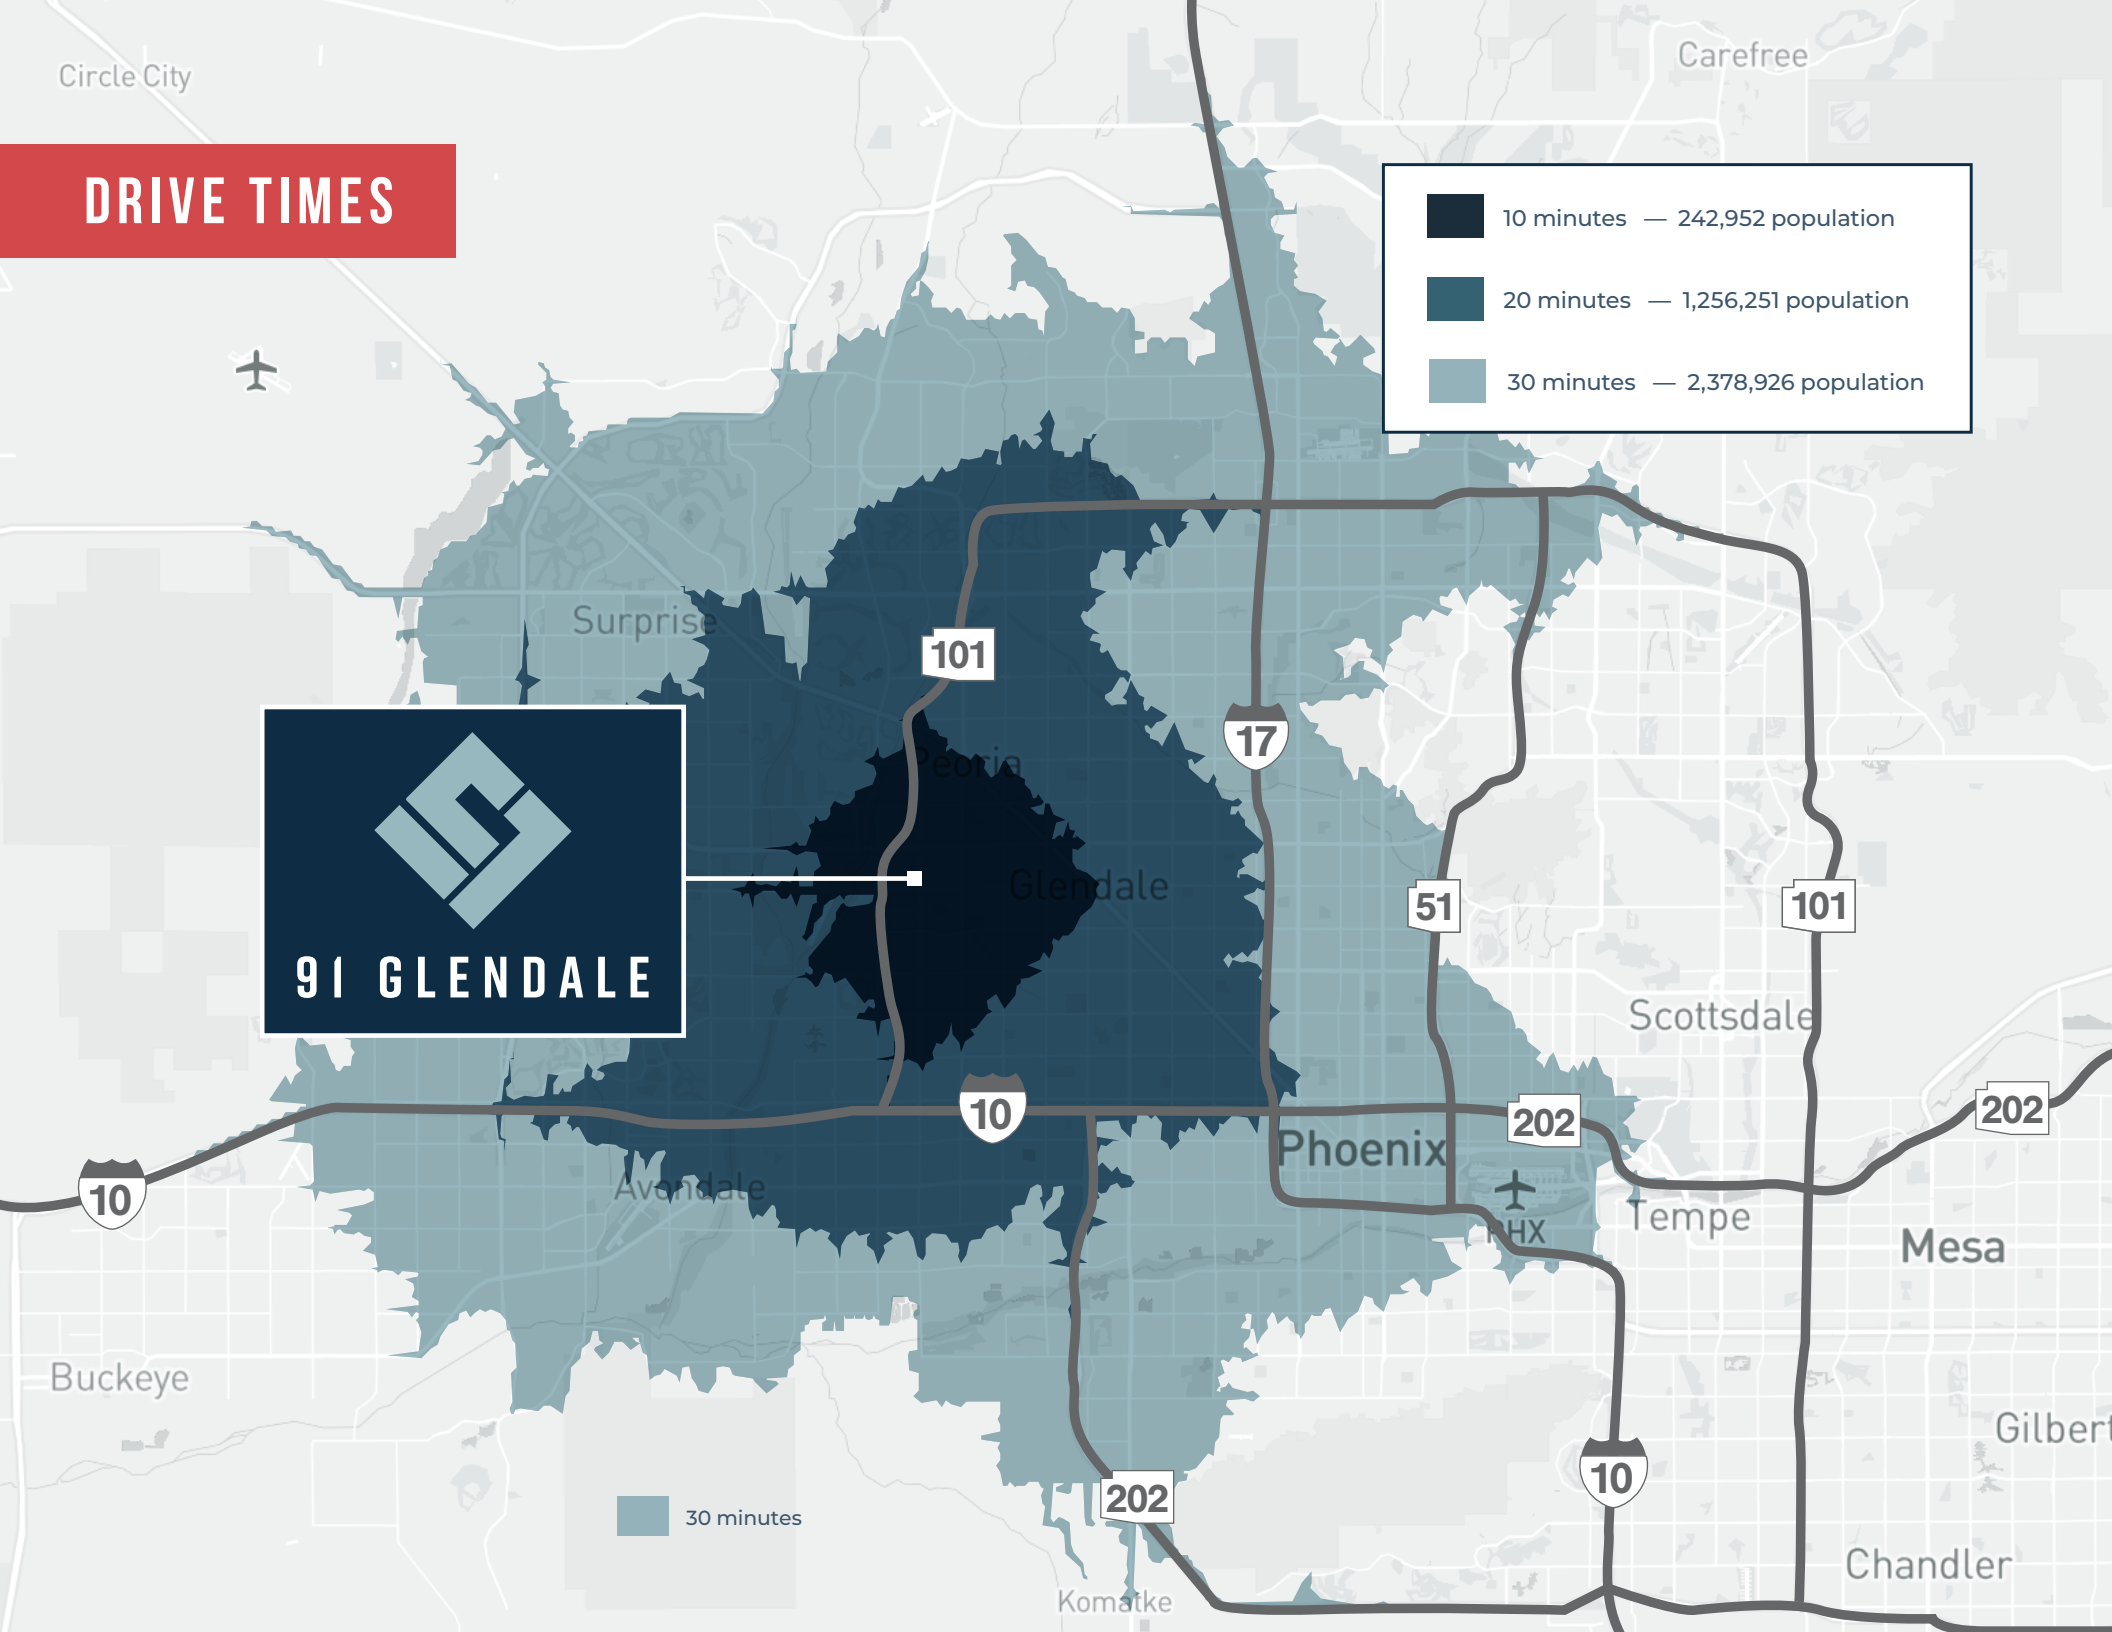 Circle City
Carefree
DRIVE TIMES
10 minutes — 242,952 population
20 minutes — 1,256,251 population
30 minutes — 2,378,926 population
Surprise
101
17
Peoria
Glendale
51
101
91 GLENDALE
Scottsdale
10
202
202
Phoenix
10
Avondale
PHX
Tempe
Mesa
Buckeye
Gilbert
10
202
30 minutes
Chandler
Komatke